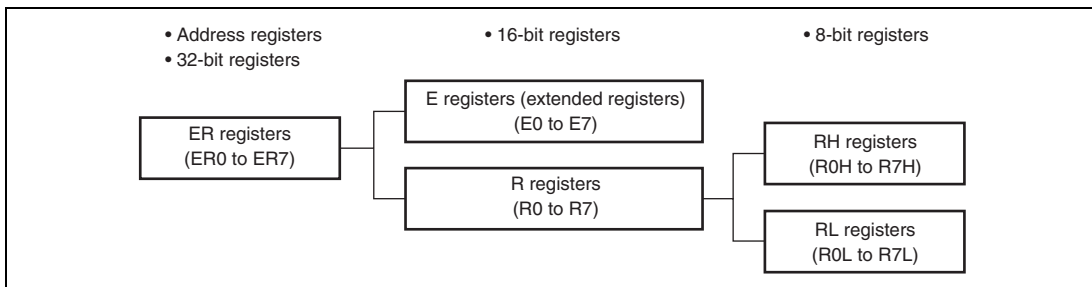 • Address registers
• 32-bit registers
• 16-bit registers
• 8-bit registers
ER registers
(ER0 to ER7)
E registers (extended registers)
(E0 to E7)
R registers
(R0 to R7)
RH registers
(R0H to R7H)
RL registers
(R0L to R7L)